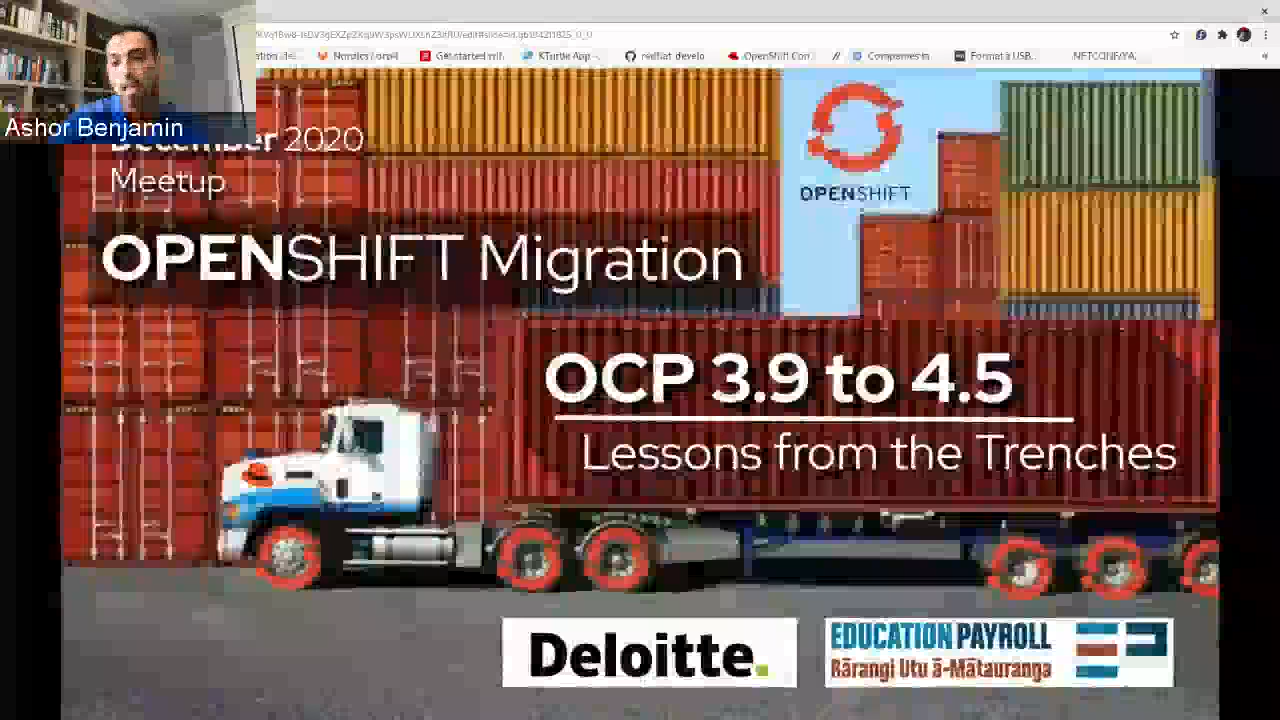 Ashor Benjamin
December 2020
Meetup
OPENSHIFT
OPENSHIFT Migration
OCP 3.9 to 4.5
Lessons from the Trenches
Deloitte.
EDUCATION PAYROLL
Rārangi Utu ā-Mātauranga